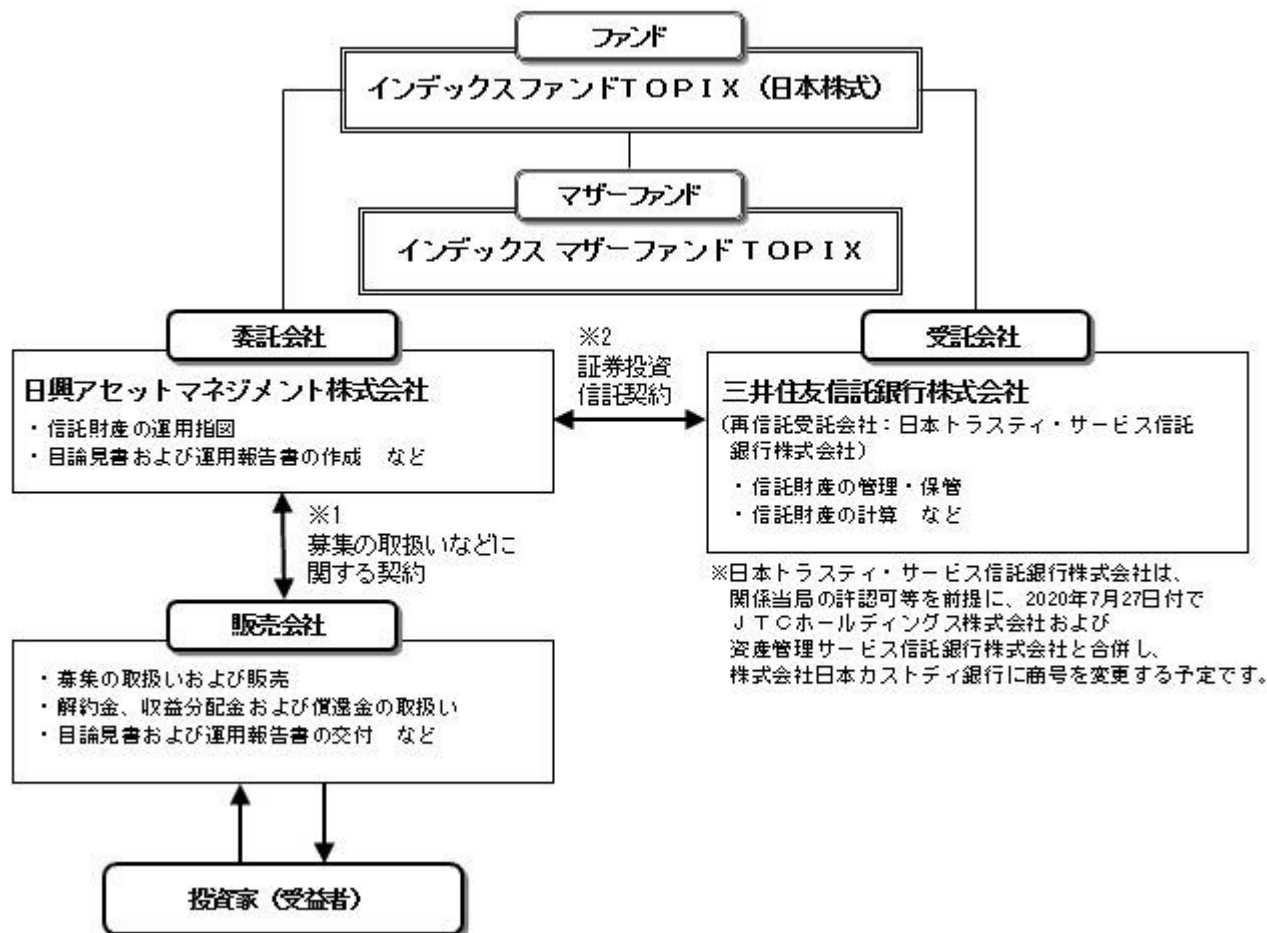 ファンド
インデックスファンドTOPIX（日本株式）
マザーファンド
インデックス マザーファンドTOPIX
委託会社
日興アセットマネジメント株式会社
・信託財産の運用指図
・目論見書および運用報告書の作成　など
※2
証券投資
信託契約
受託会社
三井住友信託銀行株式会社
（再信託受託会社：日本トラスティ・サービス信託
銀行株式会社）
・信託財産の管理・保管
・信託財産の計算　など
※1
募集の取扱いなどに
関する契約
※日本トラスティ・サービス信託銀行株式会社は、
関係当局の許認可等を前提に、2020年7月27日付で
JTCホールディングス株式会社および
資産管理サービス信託銀行株式会社と合併し、
株式会社日本カストディ銀行に商号を変更する予定です。
販売会社
・募集の取扱いおよび販売
・解約金、収益分配金および償還金の取扱い
・目論見書および運用報告書の交付　など
投資家（受益者）